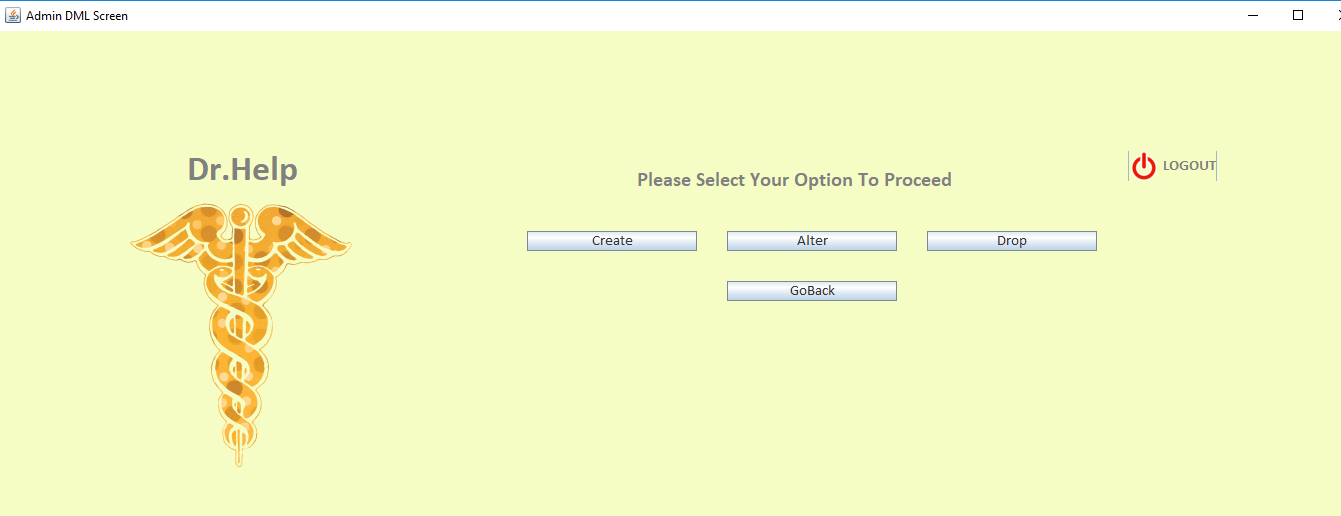 Admin DML Screen
Dr.Help
Please Select Your Option To Proceed
LOGOUT
Create
Alter
Drop
GoBack